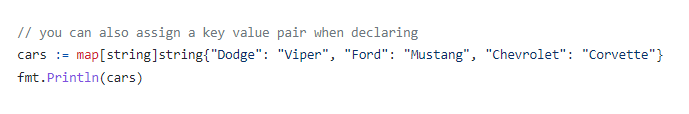 // you can also assign a key value pair when declaring
cars := map[string]string{"Dodge": "Viper", "Ford": "Mustang", "Chevrolet": "Corvette"}
fmt.Println(cars)